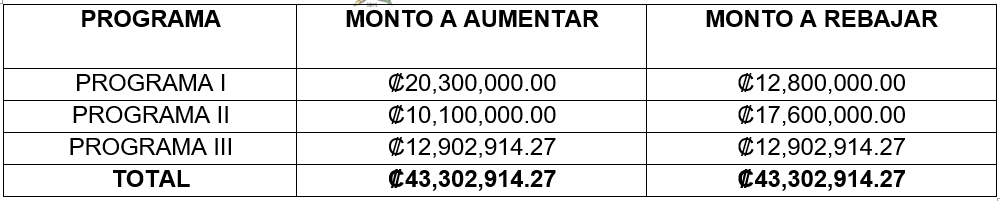 PROGRAMA MONTO A AUMENTAR MONTO A REBAJAR
PROGRAMA I ₡20,300,000.00 ₡12,800,000.00
PROGRAMA II ₡10,100,000.00 ₡17,600,000.00
PROGRAMA III ₡12,902,914.27 ₡12,902,914.27
TOTAL ₡43,302,914.27 ₡43,302,914.27